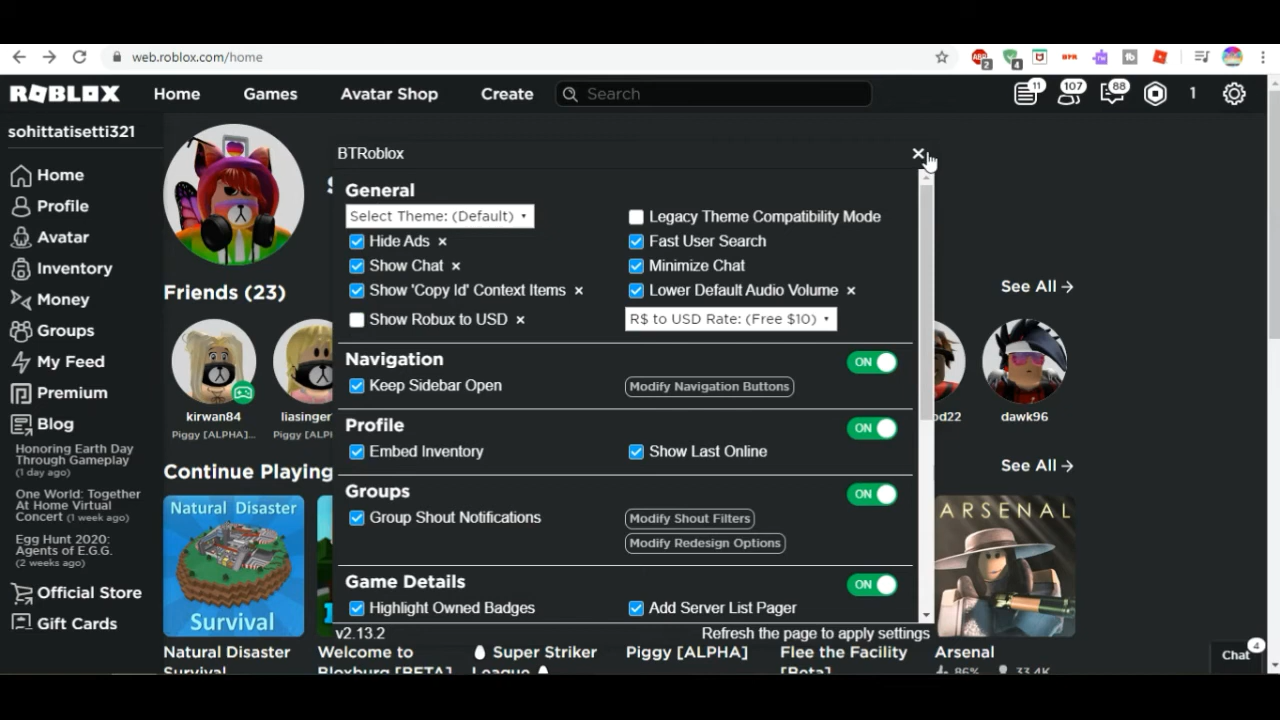 web.roblox.com/home
2
4
ROBLOX
Home
Games
Avatar Shop
Create
Search
11
107
88
1
sohittatisetti321
Home
Profile
Avatar
Inventory
Money
Groups
My Feed
Premium
Blog
Honoring Earth Day
Through Gameplay
(1 day ago)
One World: Together
At Home Virtual
Concert (1 week ago)
Egg Hunt 2020:
Agents of E.G.G.
(2 weeks ago)
Official Store
Gift Cards
Friends (23)
See All →
kirwan84
Piggy [ALPHA]...
dawk96
Continue Playing
See All →
Natural Disaster
Survival
ARSENAL
Natural Disaster
Survival
Welcome to
Bloxburg [BETA]
Super Striker
League
Piggy [ALPHA]
Flee the Facility
[Beta]
Arsenal
86%
33.4K
BTRoblox
×
General
Select Theme: (Default)
Legacy Theme Compatibility Mode
Hide Ads ×
Fast User Search
Show Chat ×
Minimize Chat
Show 'Copy Id' Context Items ×
Lower Default Audio Volume ×
Show Robux to USD ×
R$ to USD Rate: (Free $10)
Navigation
ON
Keep Sidebar Open
Modify Navigation Buttons
Profile
ON
Embed Inventory
Show Last Online
Groups
ON
Group Shout Notifications
Modify Shout Filters
Modify Redesign Options
Game Details
ON
Highlight Owned Badges
Add Server List Pager
v2.13.2
Refresh the page to apply settings
Chat
4